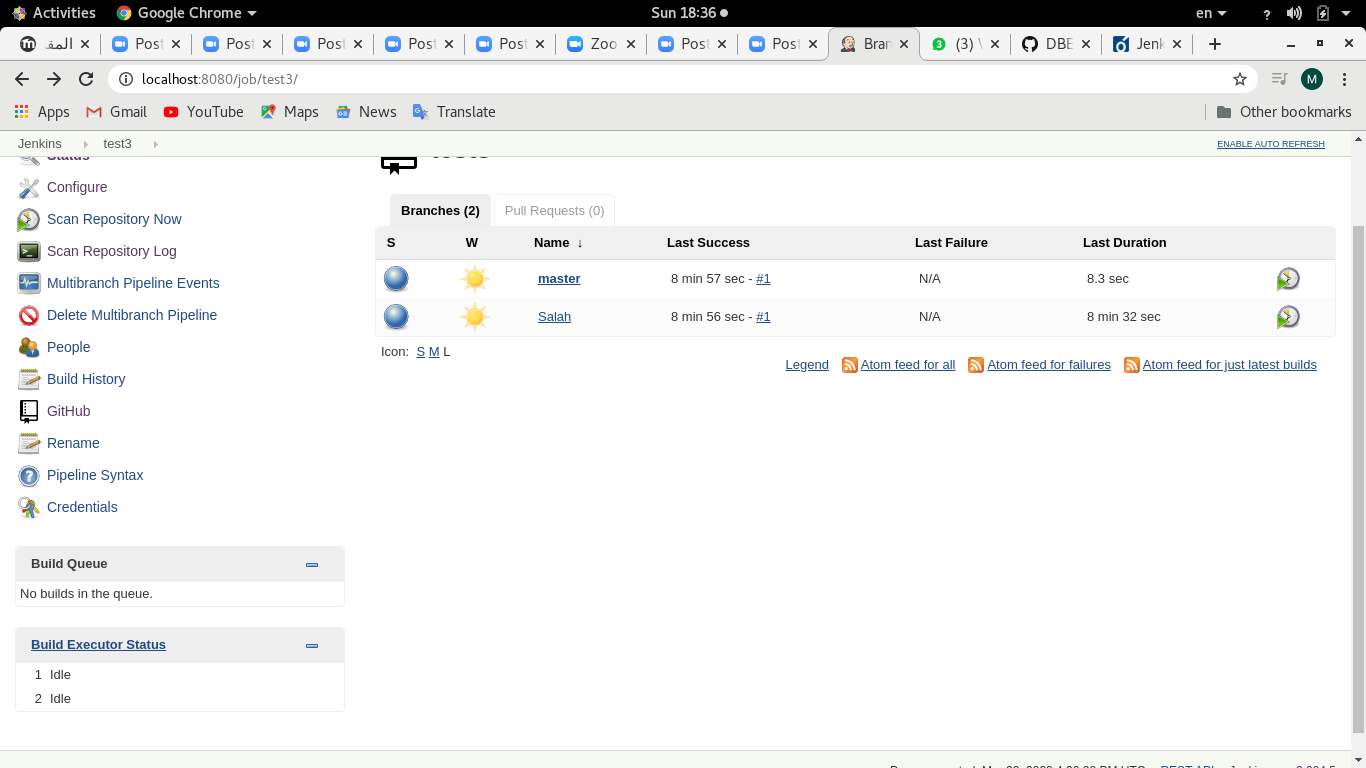 Activities Google Chrome Sun 18:36 en
المق Post Post Post Post Post Zoo Post Post Bran (3) DBE Jenk
localhost:8080/job/test3/ M
Apps Gmail YouTube Maps News Translate Other bookmarks
Jenkins test3 ENABLE AUTO REFRESH
Status
Configure
Scan Repository Now
Scan Repository Log
Multibranch Pipeline Events
Delete Multibranch Pipeline
People
Build History
GitHub
Rename
Pipeline Syntax
Credentials
Build Queue
No builds in the queue.
Build Executor Status
1 Idle
2 Idle
Branches (2) Pull Requests (0)
S W Name ↓ Last Success Last Failure Last Duration
master 8 min 57 sec - #1 N/A 8.3 sec
Salah 8 min 56 sec - #1 N/A 8 min 32 sec
Icon: S M L
Legend Atom feed for all Atom feed for failures Atom feed for just latest builds